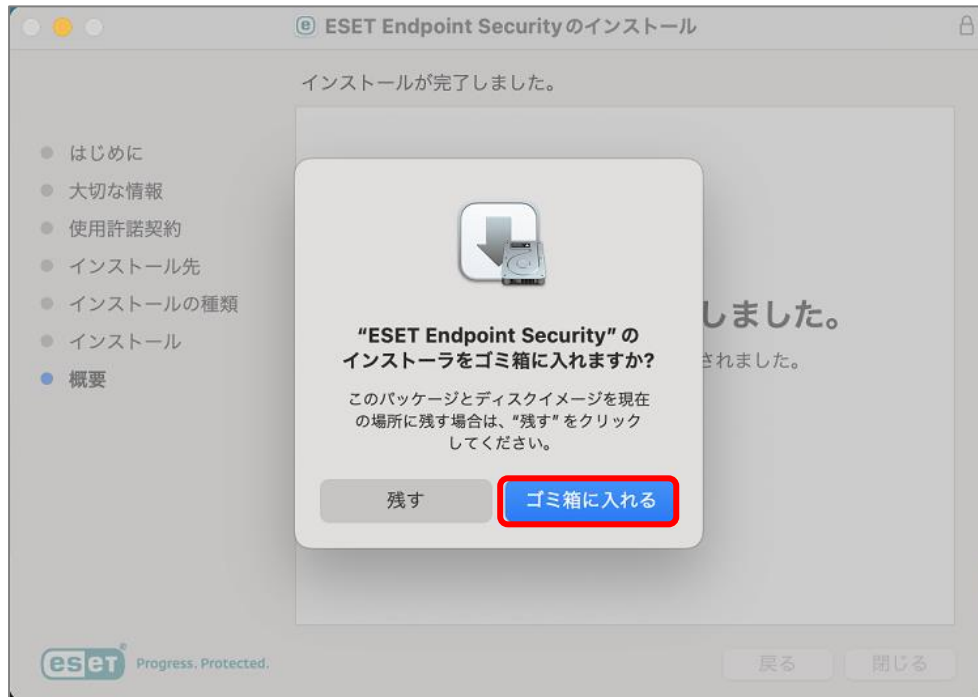 ESET Endpoint Securityのインストール
インストールが完了しました。
はじめに
大切な情報
使用許諾契約
インストール先
インストールの種類
インストール
概要
しました。
されました。
“ESET Endpoint Security”の
インストーラをゴミ箱に入れますか?
このパッケージとディスクイメージを現在
の場所に残す場合は、“残す”をクリック
してください。
残す
ゴミ箱に入れる
eset
Progress. Protected.
戻る
閉じる